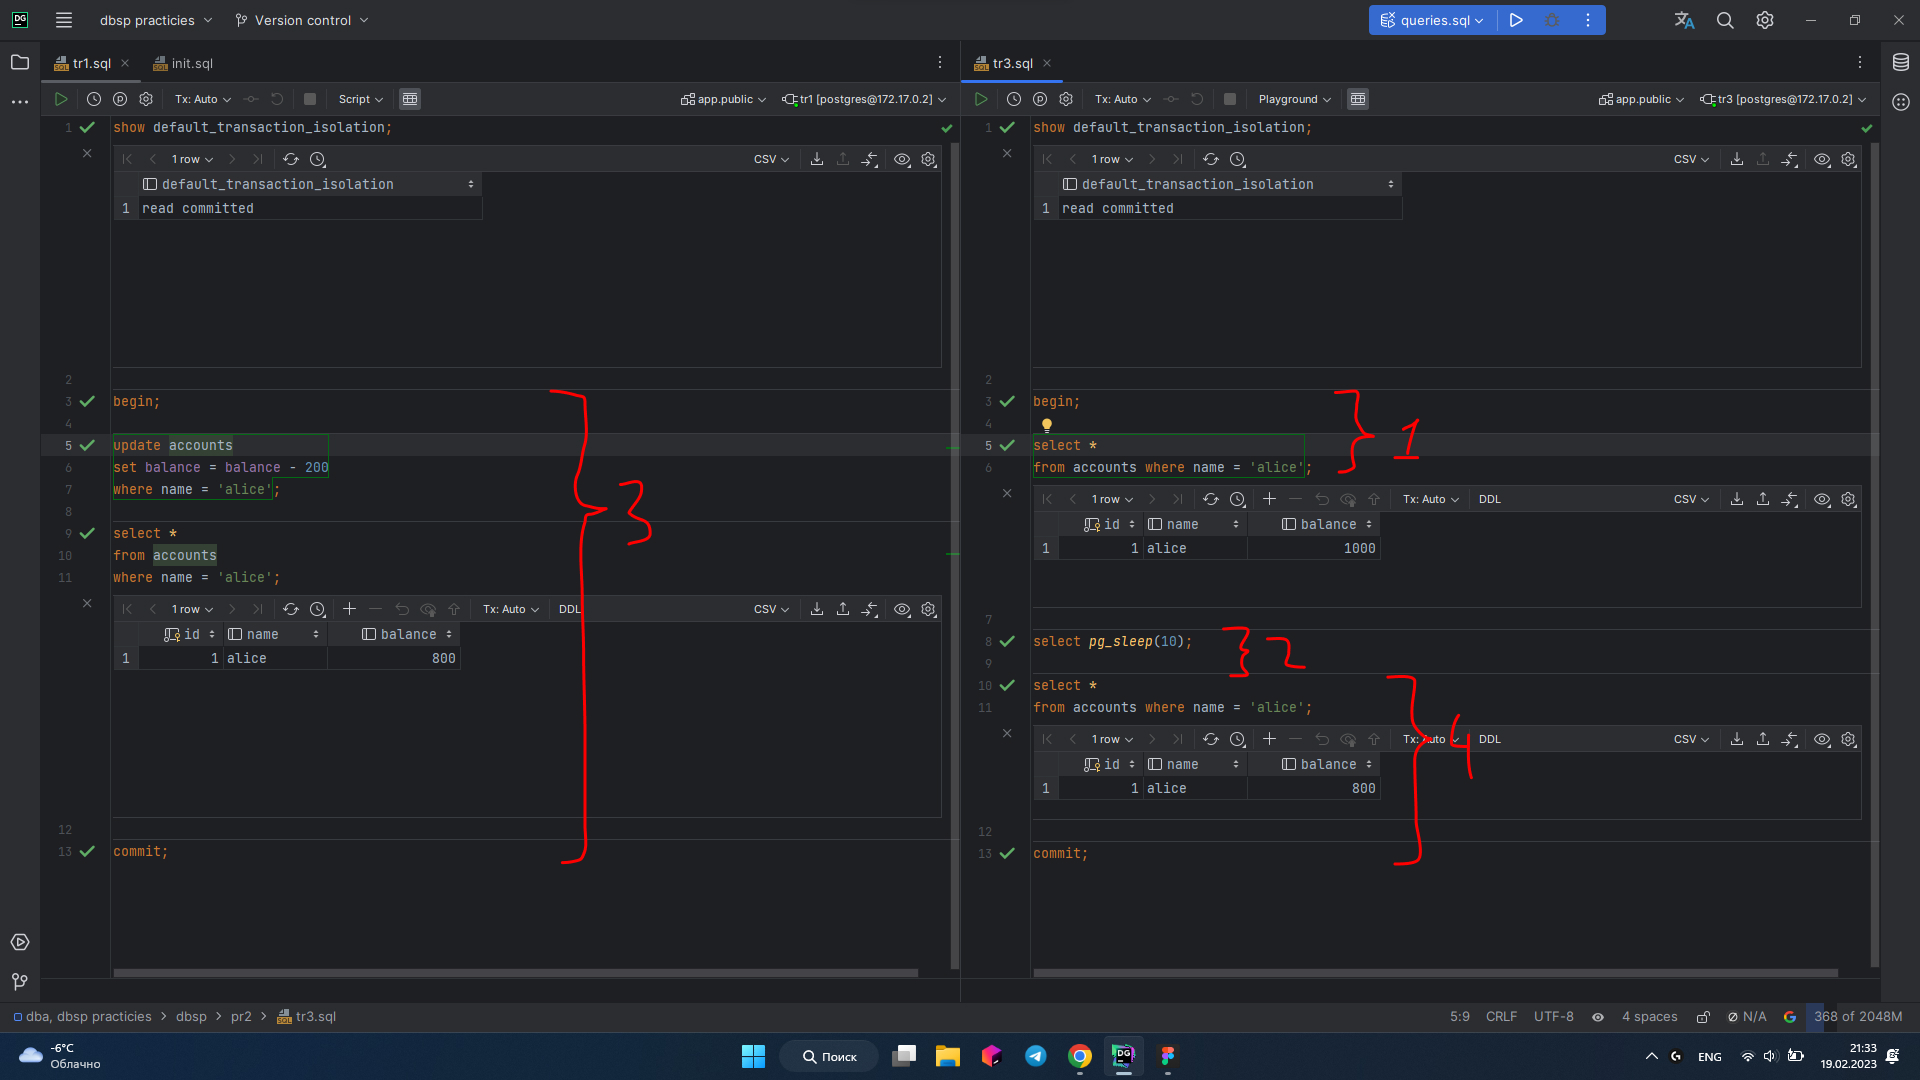 DG dbsp practicies Version control queries.sql
tr1.sql init.sql
Tx: Auto Script app.public tr1 [postgres@172.17.0.2]
1 show default_transaction_isolation;
1 row CSV
default_transaction_isolation
1 read committed
2
3 begin;
4
5 update accounts
6 set balance = balance - 200
7 where name = 'alice';
8
9 select *
10 from accounts
11 where name = 'alice';
1 row Tx: Auto DDL CSV
id name balance
1 1 alice 800
12
13 commit;
3
tr3.sql
Tx: Auto Playground app.public tr3 [postgres@172.17.0.2]
1 show default_transaction_isolation;
1 row CSV
default_transaction_isolation
1 read committed
2
3 begin;
4
5 select *
6 from accounts where name = 'alice';
1
1 row Tx: Auto DDL CSV
id name balance
1 1 alice 1000
7
8 select pg_sleep(10);
2
9
10 select *
11 from accounts where name = 'alice';
1 row Tx: Auto DDL CSV
id name balance
1 1 alice 800
4
12
13 commit;
dba, dbsp practicies > dbsp > pr2 > tr3.sql 5:9 CRLF UTF-8 4 spaces N/A 368 of 2048M
-6°C
Облачно
Поиск
ENG
21:33
19.02.2023